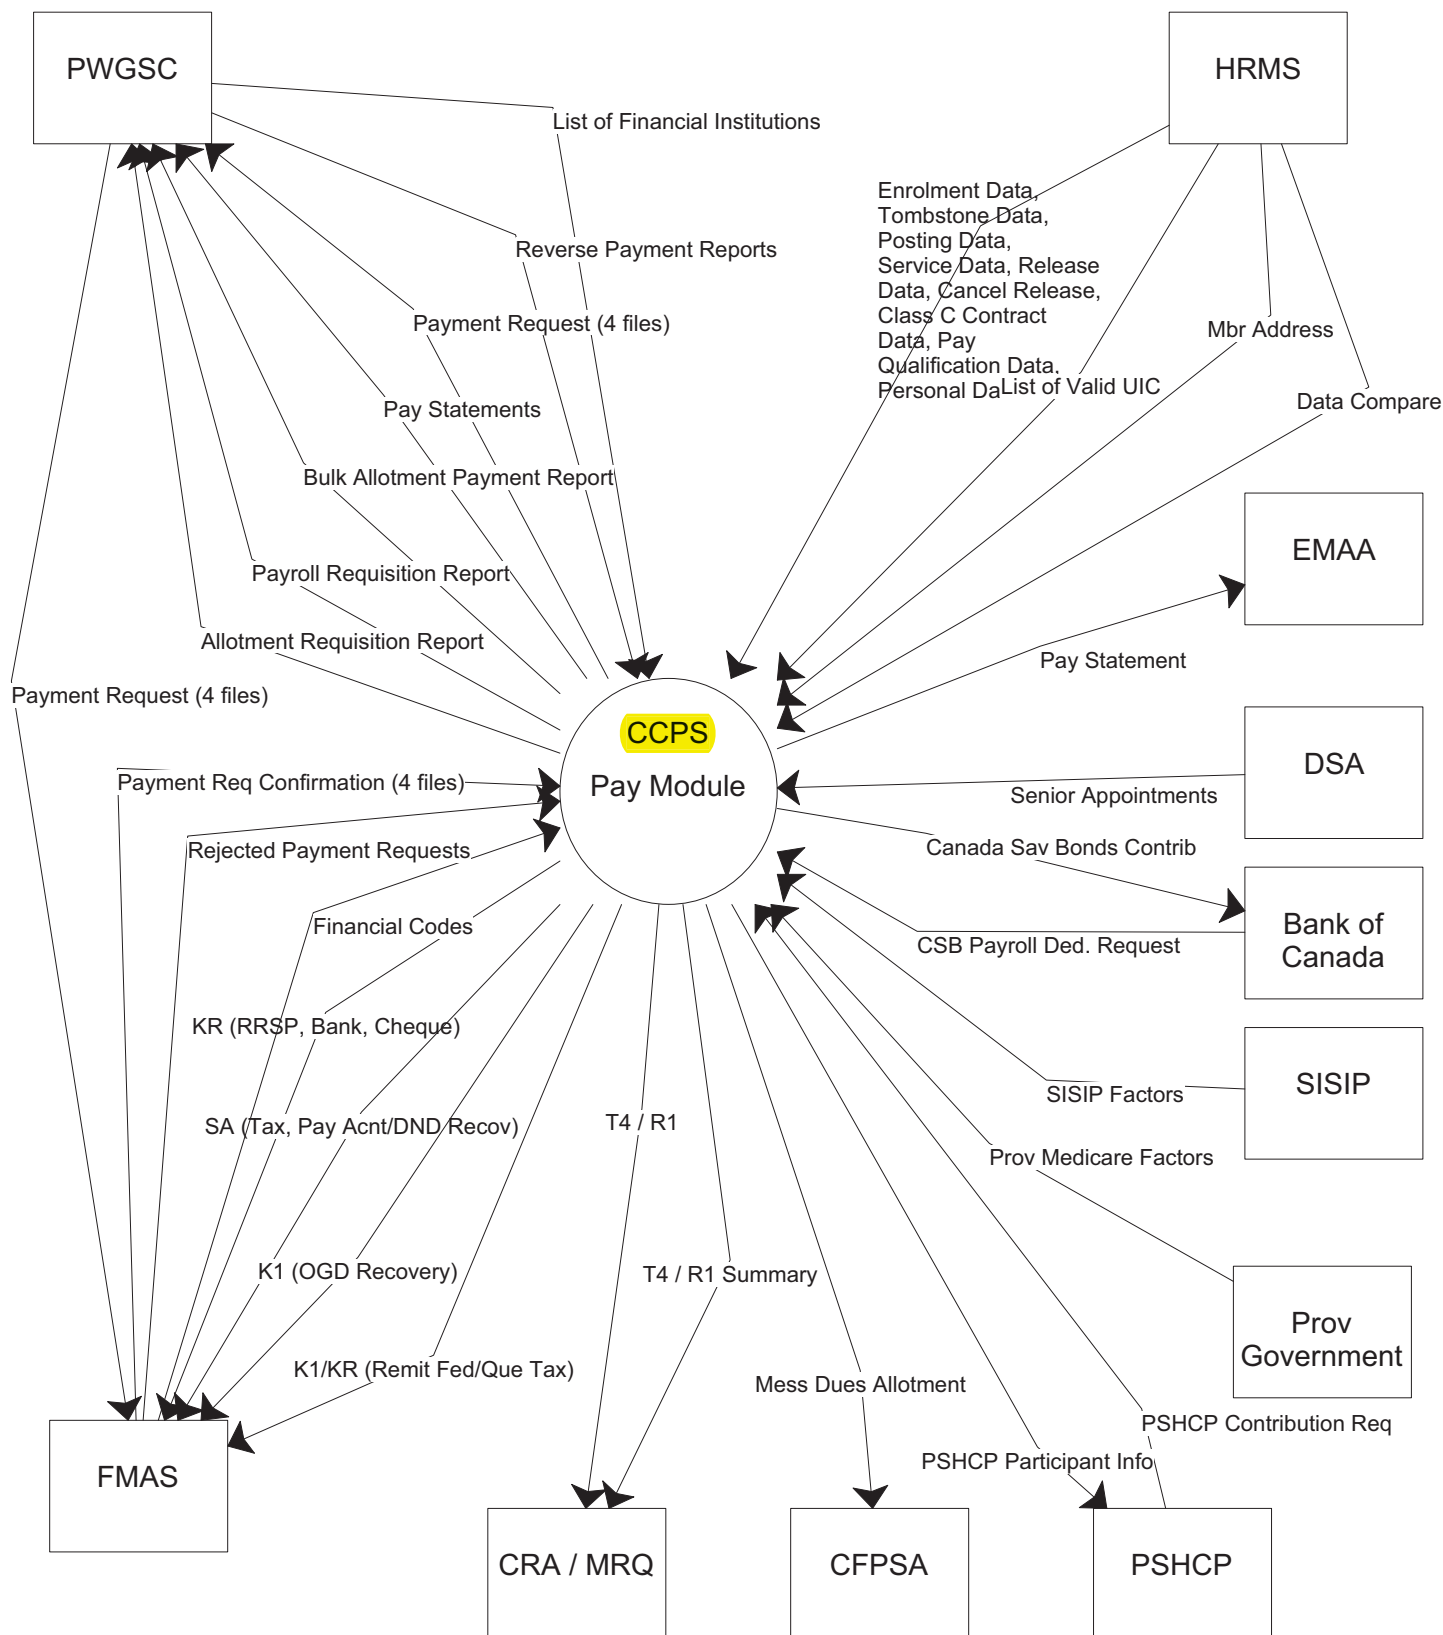 PWGSC
HRMS
List of Financial Institutions
Enrolment Data,
Tombstone Data,
Posting Data,
Service Data, Release
Data, Cancel Release,
Class C Contract
Data, Pay
Qualification Data,
Personal Da
List of Valid UIC
Reverse Payment Reports
Payment Request (4 files)
Mbr Address
Data Compare
Pay Statements
Bulk Allotment Payment Report
EMAA
Payroll Requisition Report
Allotment Requisition Report
Pay Statement
Payment Request (4 files)
CCPS
Pay Module
DSA
Payment Req Confirmation (4 files)
Senior Appointments
Rejected Payment Requests
Canada Sav Bonds Contrib
Financial Codes
Bank of
Canada
CSB Payroll Ded. Request
KR (RRSP, Bank, Cheque)
SISIP
SISIP Factors
SA (Tax, Pay Acnt/DND Recov)
T4 / R1
Prov Medicare Factors
K1 (OGD Recovery)
T4 / R1 Summary
Prov
Government
K1/KR (Remit Fed/Que Tax)
Mess Dues Allotment
PSHCP Contribution Req
PSHCP Participant Info
FMAS
CRA / MRQ
CFPSA
PSHCP